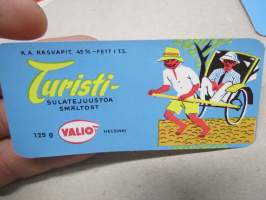 K.A. RASVAPIT. 45% - FETT I T.S.
Turisti-
SULATEJUUSTOA
SMÄLTOST
125 g VALIO HELSINKI